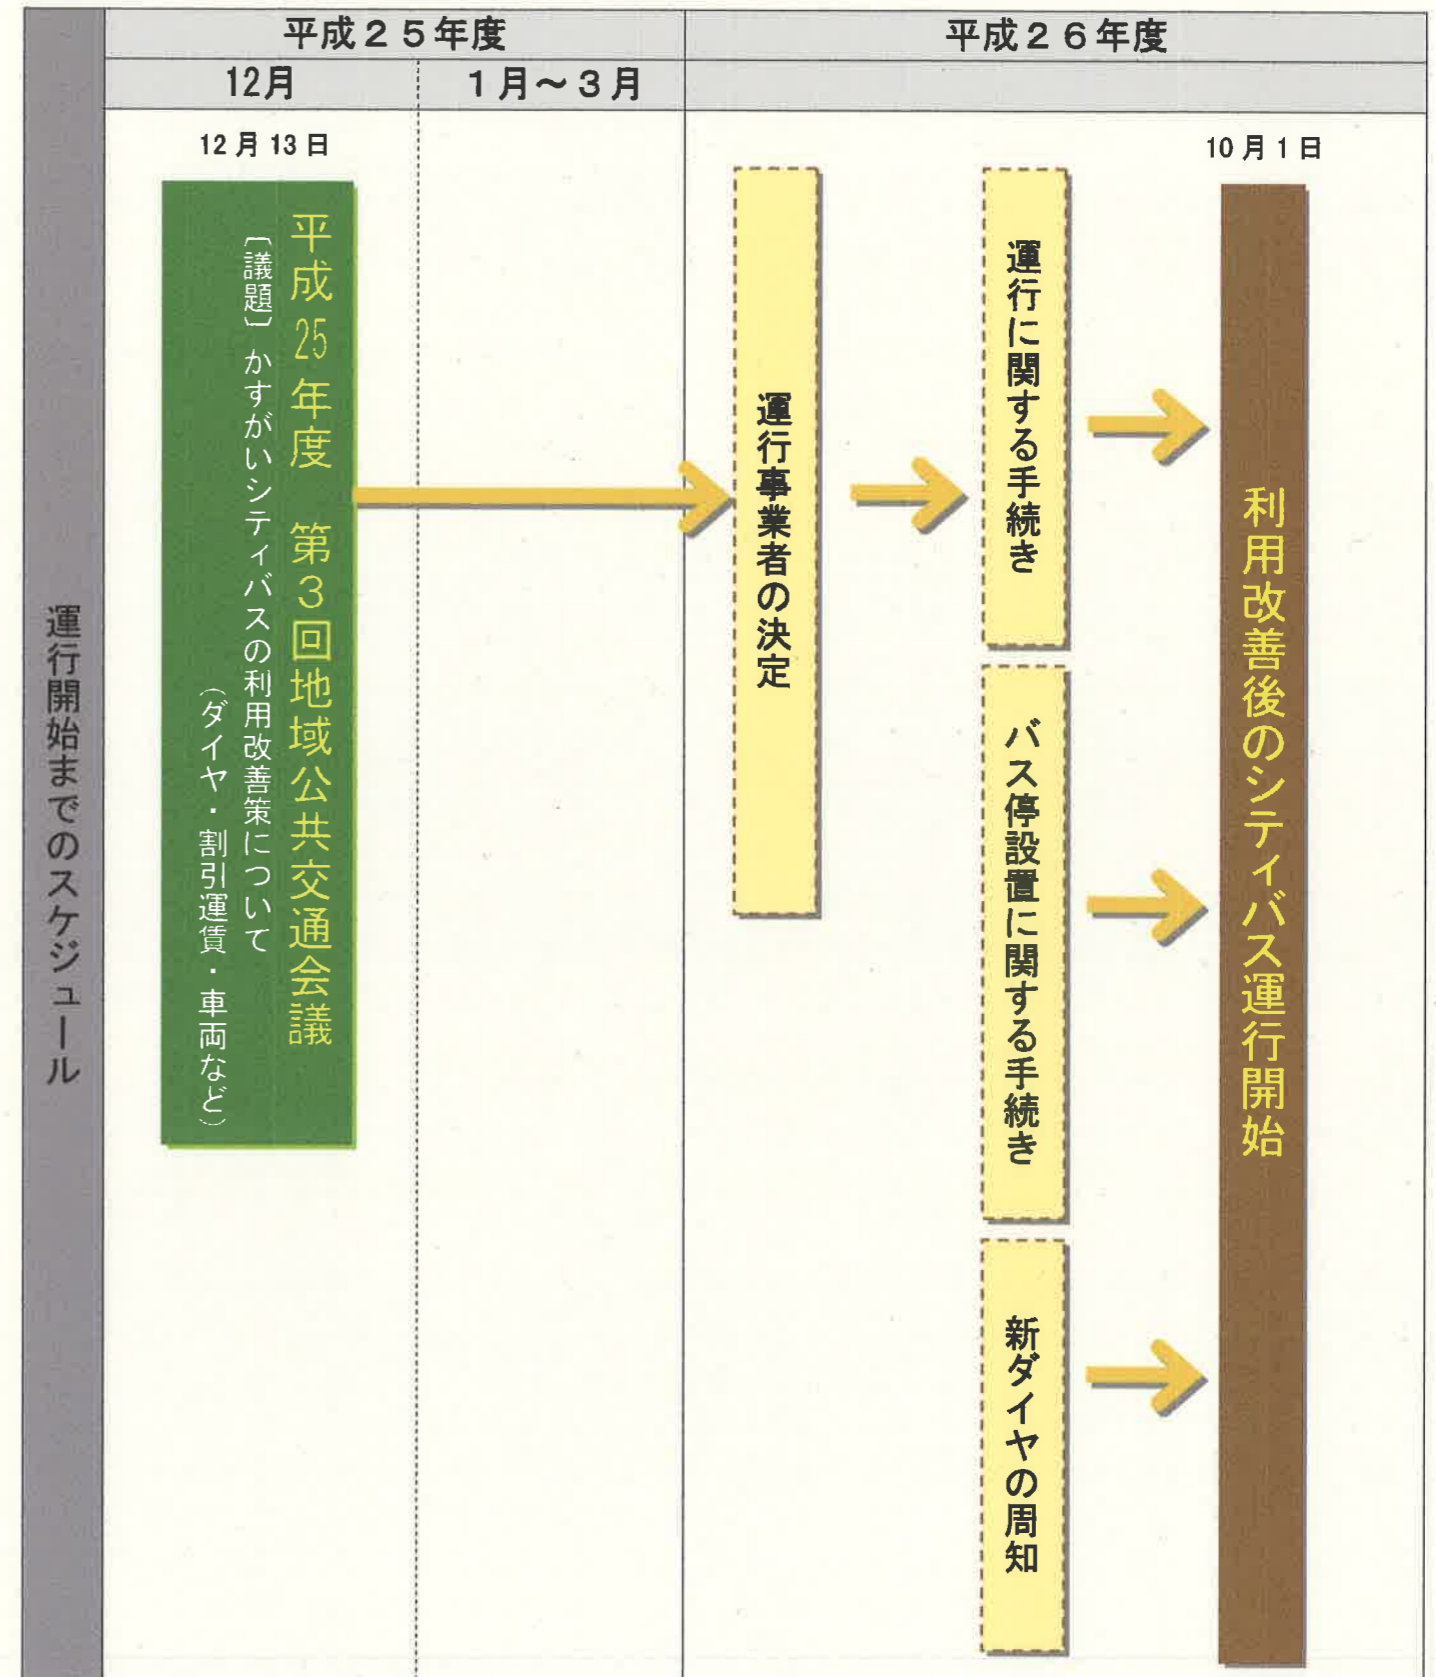 平成25年度
平成26年度
12月
1月～3月
運行開始までのスケジュール
12月13日
平成25年度 第3回地域公共交通会議
〔議題〕かすがいシティバスの利用改善策について
（ダイヤ・割引運賃・車両など）
運行事業者の決定
運行に関する手続き
バス停設置に関する手続き
新ダイヤの周知
10月1日
利用改善後のシティバス運行開始